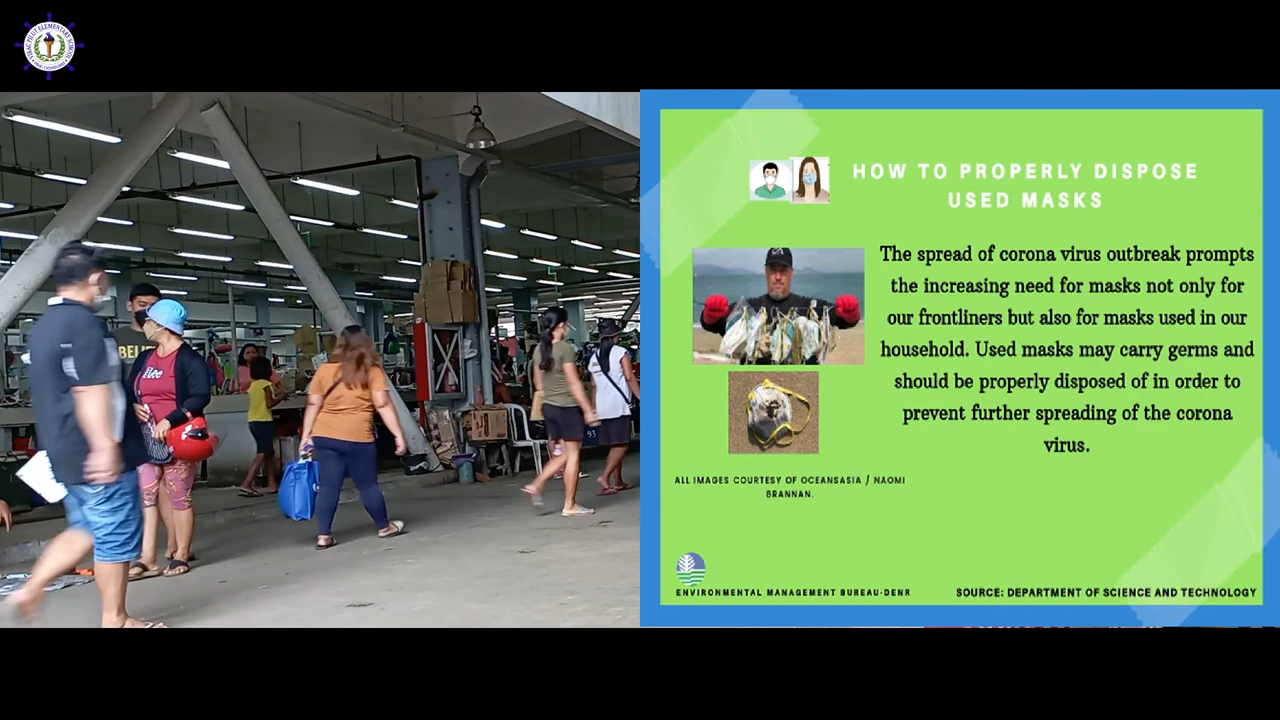 HOW TO PROPERLY DISPOSE
USED MASKS
The spread of corona virus outbreak prompts
the increasing need for masks not only for
our frontliners but also for masks used in our
household. Used masks may carry germs and
should be properly disposed of in order to
prevent further spreading of the corona
virus.
ALL IMAGES COURTESY OF OCEANSASIA / NAOMI
BRANNAN.
ENVIRONMENTAL MANAGEMENT BUREAU-DENR
SOURCE: DEPARTMENT OF SCIENCE AND TECHNOLOGY